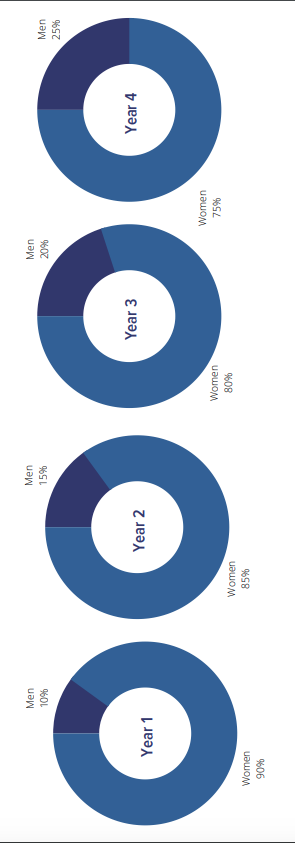 Men
10%
Year 1
Women
90%
Men
15%
Year 2
Women
85%
Men
20%
Year 3
Women
80%
Men
25%
Year 4
Women
75%